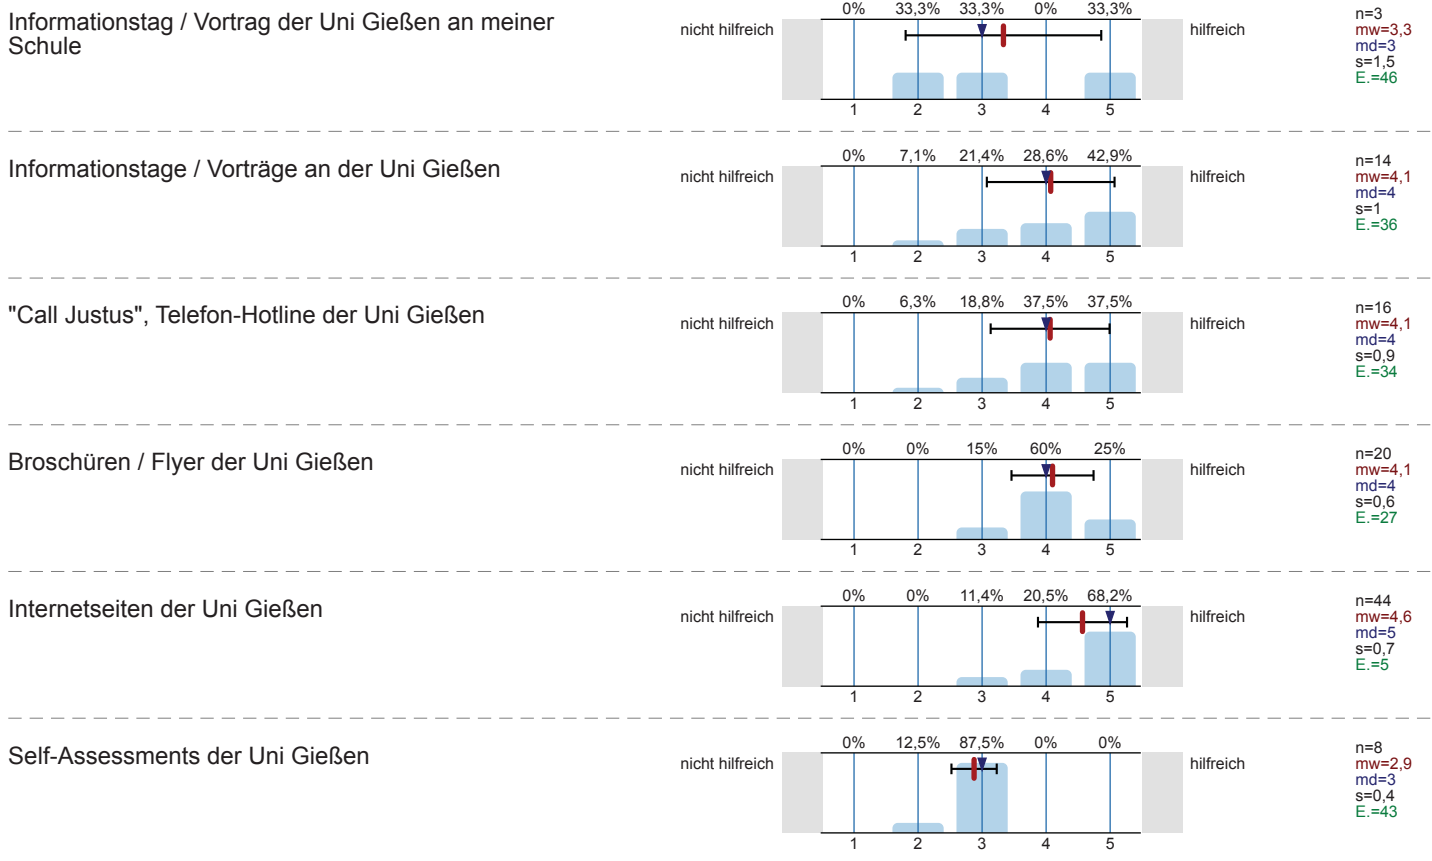 Informationstag / Vortrag der Uni Gießen an meiner
Schule
nicht hilfreich
0% 33,3% 33,3% 0% 33,3%
1 2 3 4 5
hilfreich
n=3
mw=3,3
md=3
s=1,5
E.=46
Informationstage / Vorträge an der Uni Gießen
nicht hilfreich
0% 7,1% 21,4% 28,6% 42,9%
1 2 3 4 5
hilfreich
n=14
mw=4,1
md=4
s=1
E.=36
"Call Justus", Telefon-Hotline der Uni Gießen
nicht hilfreich
0% 6,3% 18,8% 37,5% 37,5%
1 2 3 4 5
hilfreich
n=16
mw=4,1
md=4
s=0,9
E.=34
Broschüren / Flyer der Uni Gießen
nicht hilfreich
0% 0% 15% 60% 25%
1 2 3 4 5
hilfreich
n=20
mw=4,1
md=4
s=0,6
E.=27
Internetseiten der Uni Gießen
nicht hilfreich
0% 0% 11,4% 20,5% 68,2%
1 2 3 4 5
hilfreich
n=44
mw=4,6
md=5
s=0,7
E.=5
Self-Assessments der Uni Gießen
nicht hilfreich
0% 12,5% 87,5% 0% 0%
1 2 3 4 5
hilfreich
n=8
mw=2,9
md=3
s=0,4
E.=43